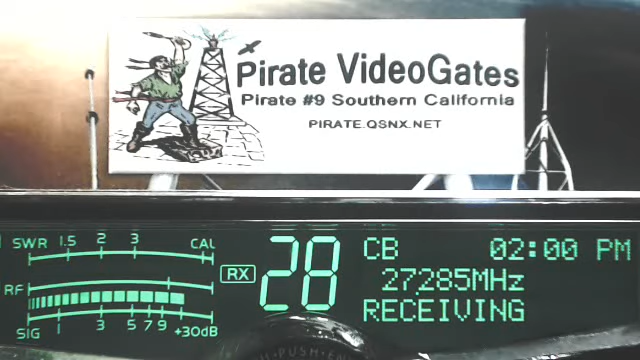 Pirate VideoGates
Pirate #9 Southern California
PIRATE.QSNX.NET
SWR 1.5 2 3 CAL
RF
SIG 1 3 5 7 9 +30dB
RX
28
CB 02:00 PM
27285MHz
RECEIVING
PUSH